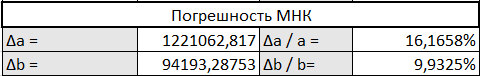 Погрешность МНК
Δa = 1221062,817 Δa / a = 16,1658%
Δb = 94193,28753 Δb / b= 9,9325%